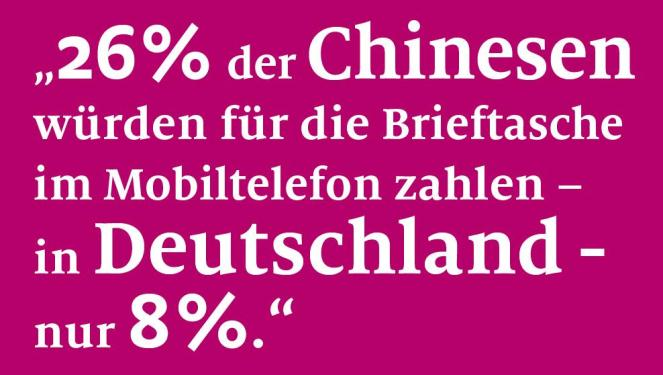 „26% der Chinesen
würden für die Brieftasche
im Mobiltelefon zahlen –
in Deutschland -
nur 8%.“